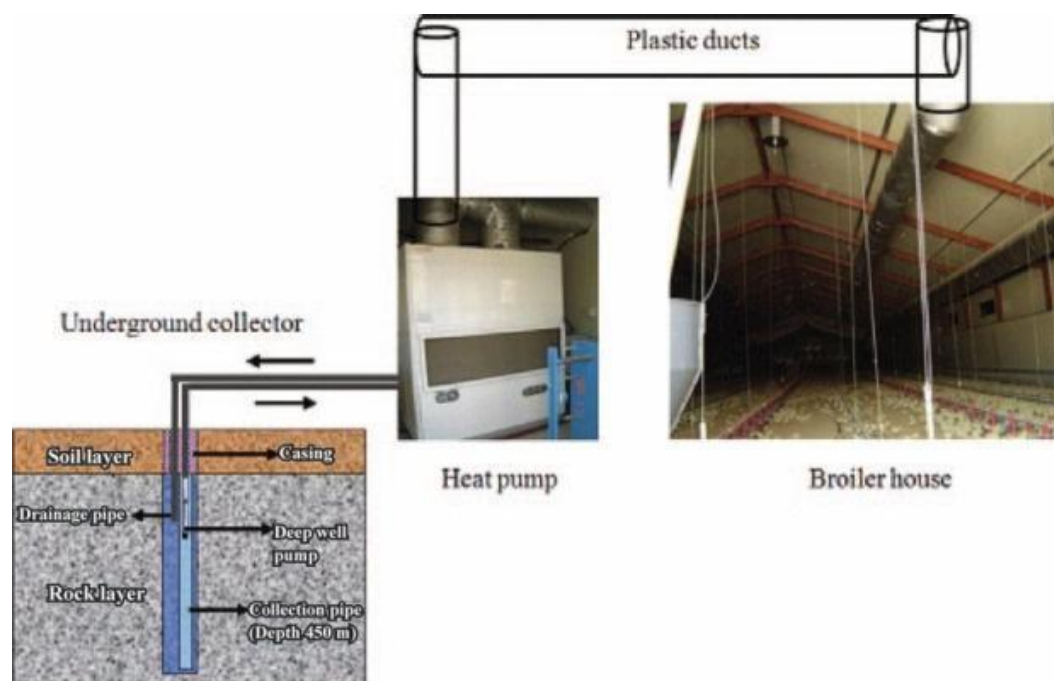 Plastic ducts
Underground collector
Soil layer
Casing
Heat pump
Broiler house
Drainage pipe
Deep well
pump
Rock layer
Collection pipe
(Depth 450 m)